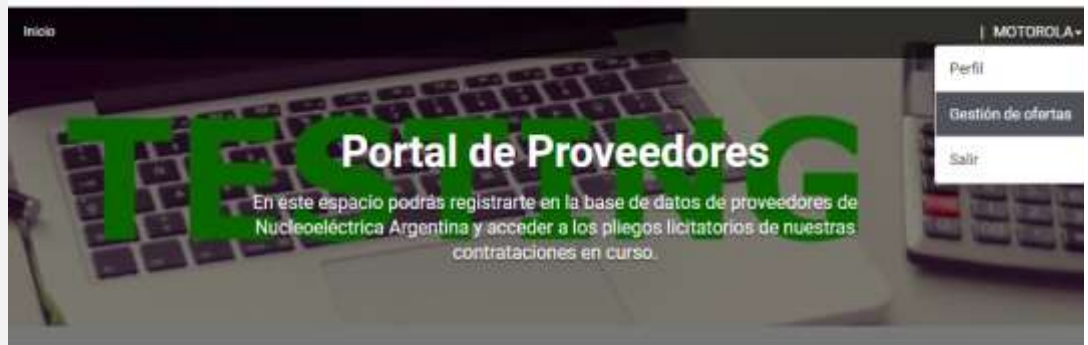 Inicio
| MOTOROLA
Perfil
Gestión de ofertas
Salir
TESTING
Portal de Proveedores
En este espacio podrás registrarte en la base de datos de proveedores de
Nucleoeléctrica Argentina y acceder a los pliegos licitatorios de nuestras
contrataciones en curso.